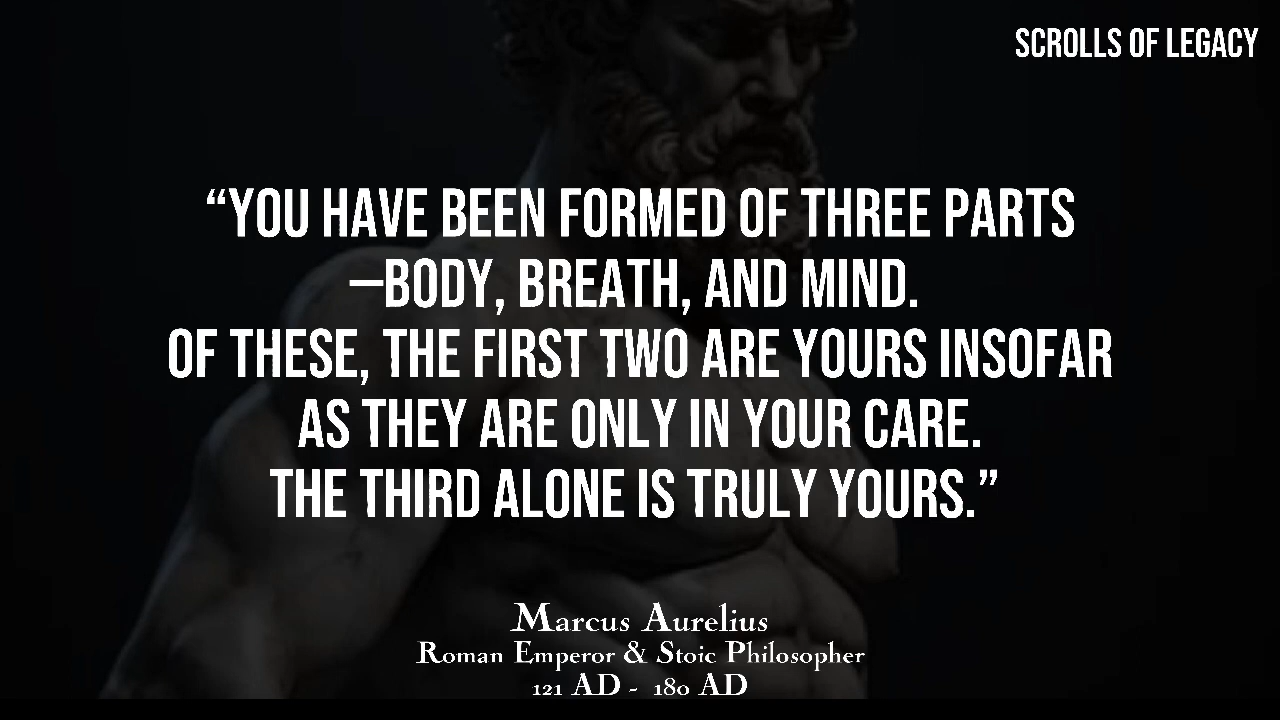 SCROLLS OF LEGACY
“YOU HAVE BEEN FORMED OF THREE PARTS
—BODY, BREATH, AND MIND.
OF THESE, THE FIRST TWO ARE YOURS INSOFAR
AS THEY ARE ONLY IN YOUR CARE.
THE THIRD ALONE IS TRULY YOURS.”
Marcus Aurelius
Roman Emperor & Stoic Philosopher
121 AD - 180 AD